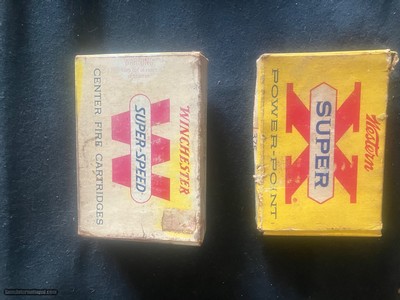 WINCHESTER
W
SUPER-SPEED
CENTER FIRE CARTRIDGES
Western
SUPER
X
POWER-POINT